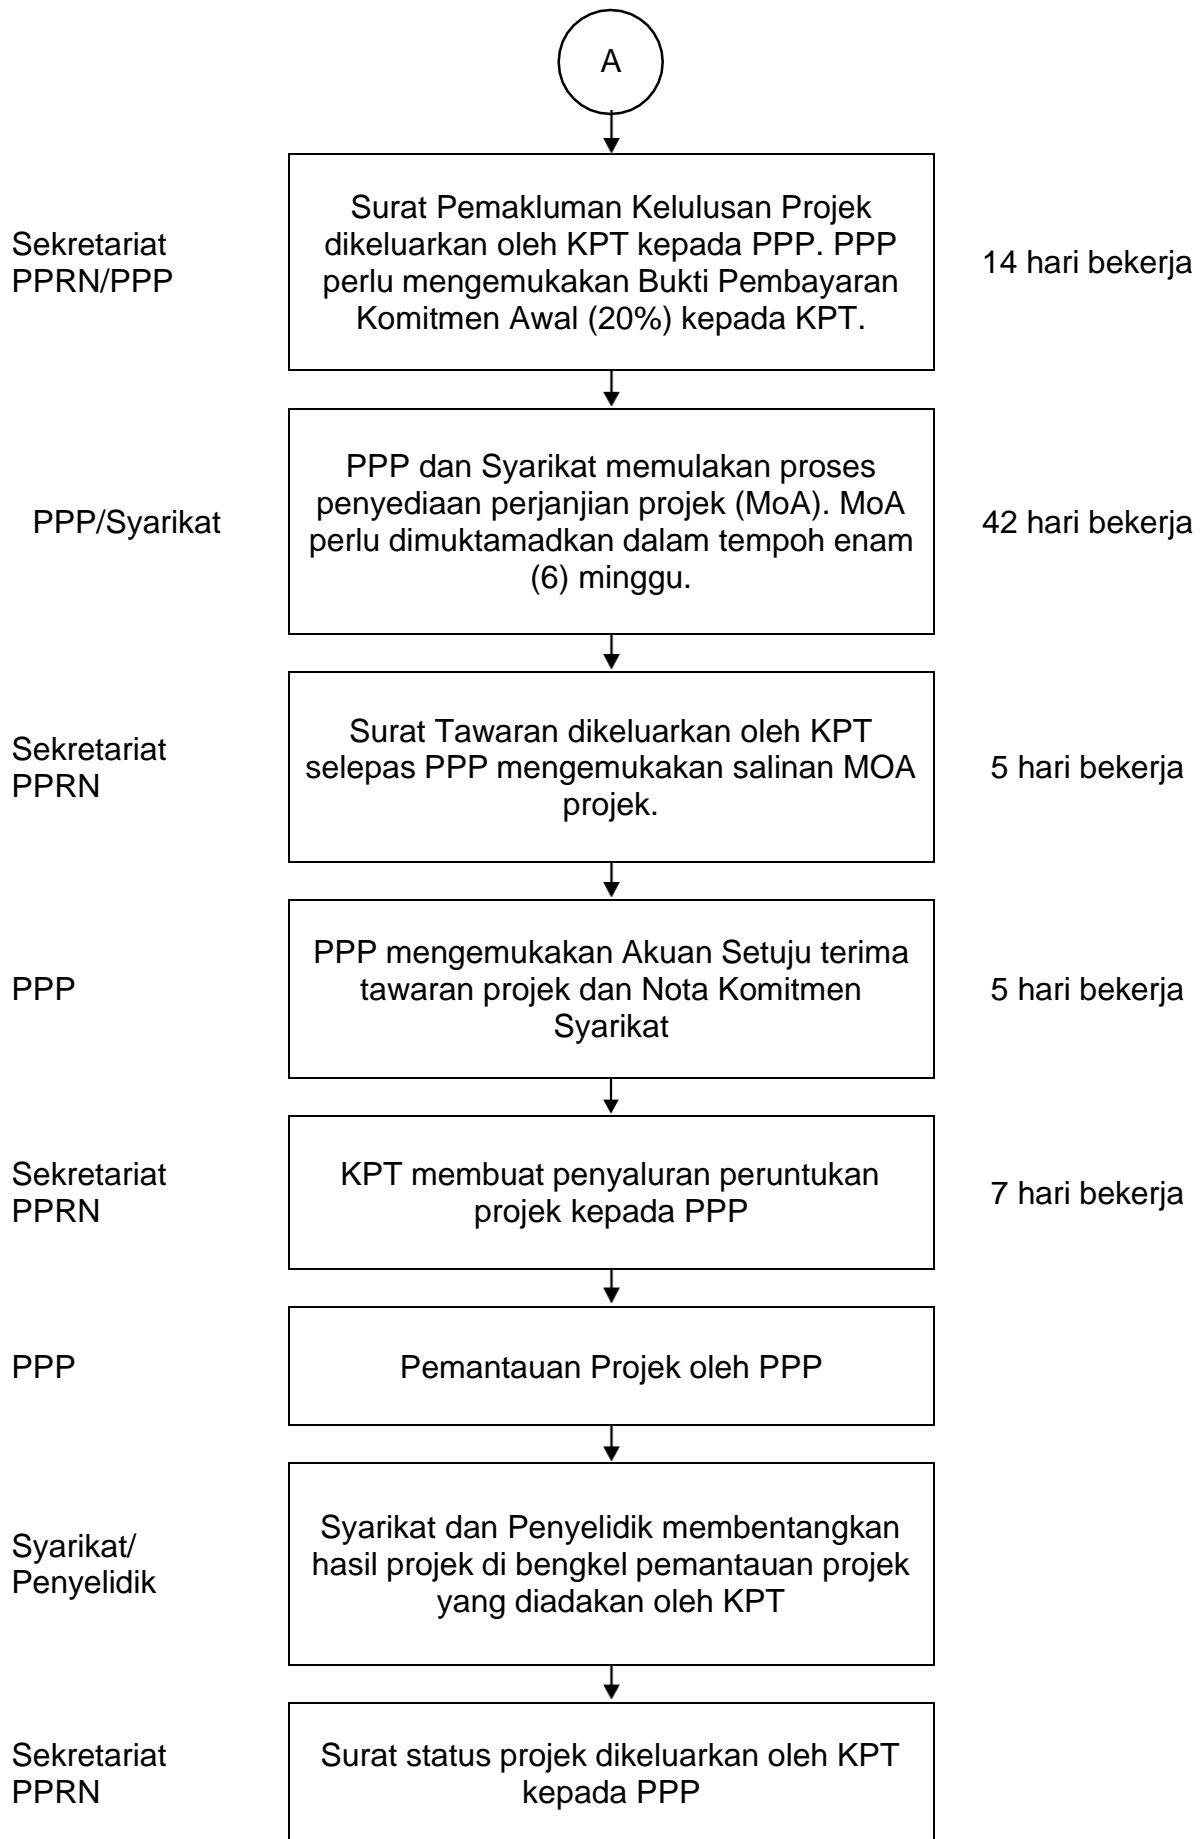 A
Sekretariat
PPRN/PPP
Surat Pemakluman Kelulusan Projek
dikeluarkan oleh KPT kepada PPP. PPP
perlu mengemukakan Bukti Pembayaran
Komitmen Awal (20%) kepada KPT.
14 hari bekerja
PPP/Syarikat
PPP dan Syarikat memulakan proses
penyediaan perjanjian projek (MoA). MoA
perlu dimuktamadkan dalam tempoh enam
(6) minggu.
42 hari bekerja
Sekretariat
PPRN
Surat Tawaran dikeluarkan oleh KPT
selepas PPP mengemukakan salinan MOA
projek.
5 hari bekerja
PPP
PPP mengemukakan Akuan Setuju terima
tawaran projek dan Nota Komitmen
Syarikat
5 hari bekerja
Sekretariat
PPRN
KPT membuat penyaluran peruntukan
projek kepada PPP
7 hari bekerja
PPP
Pemantauan Projek oleh PPP
Syarikat/
Penyelidik
Syarikat dan Penyelidik membentangkan
hasil projek di bengkel pemantauan projek
yang diadakan oleh KPT
Sekretariat
PPRN
Surat status projek dikeluarkan oleh KPT
kepada PPP